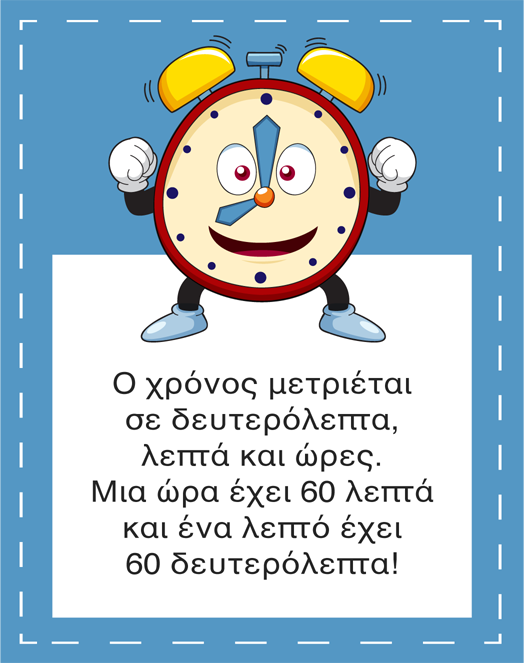 Ο χρόνος μετριέται
σε δευτερόλεπτα,
λεπτά και ώρες.
Μια ώρα έχει 60 λεπτά
και ένα λεπτό έχει
60 δευτερόλεπτα!